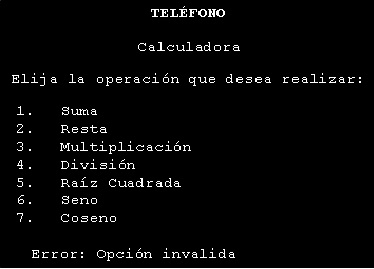 TELÉFONO
Calculadora
Elija la operación que desea realizar:
1. Suma
2. Resta
3. Multiplicación
4. División
5. Raíz Cuadrada
6. Seno
7. Coseno
Error: Opción invalida